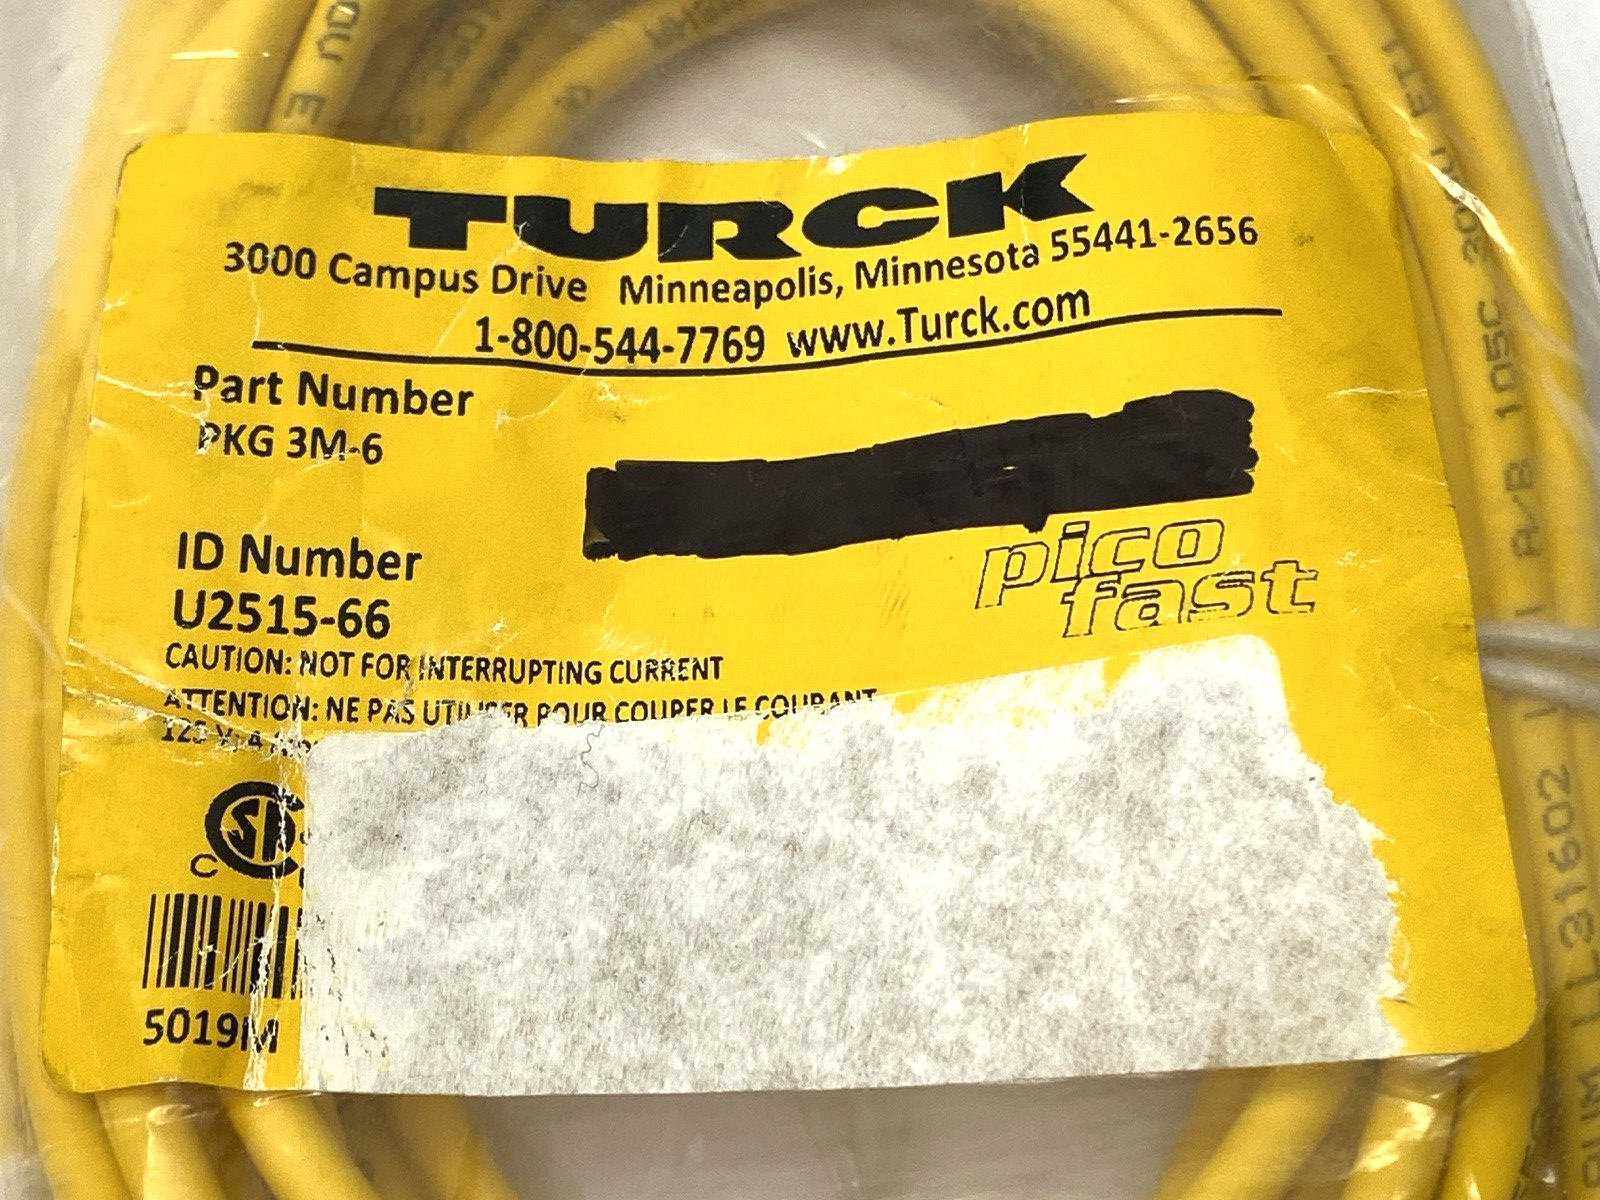 TURCK
3000 Campus Drive Minneapolis, Minnesota 55441-2656
1-800-544-7769 www.Turck.com
Part Number
PKG 3M-6
pico
fast
ID Number
U2515-66
CAUTION: NOT FOR INTERRUPTING CURRENT
ATTENTION: NE PAS UTILISER POUR COUPER LE COURANT
C
5019M
105C
A/B
LL31602